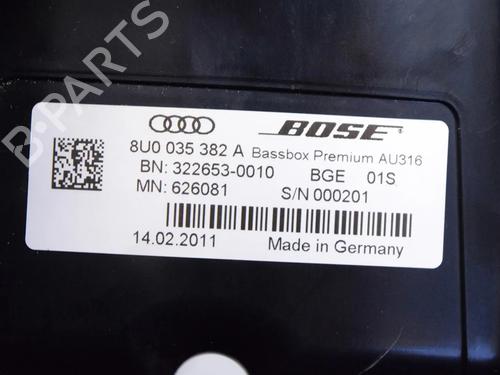 B-PARTS
BOSE
8U0 035 382 A Bassbox Premium AU316
BN: 322653-0010 BGE 01S
MN: 626081 S/N 000201
14.02.2011 Made in Germany